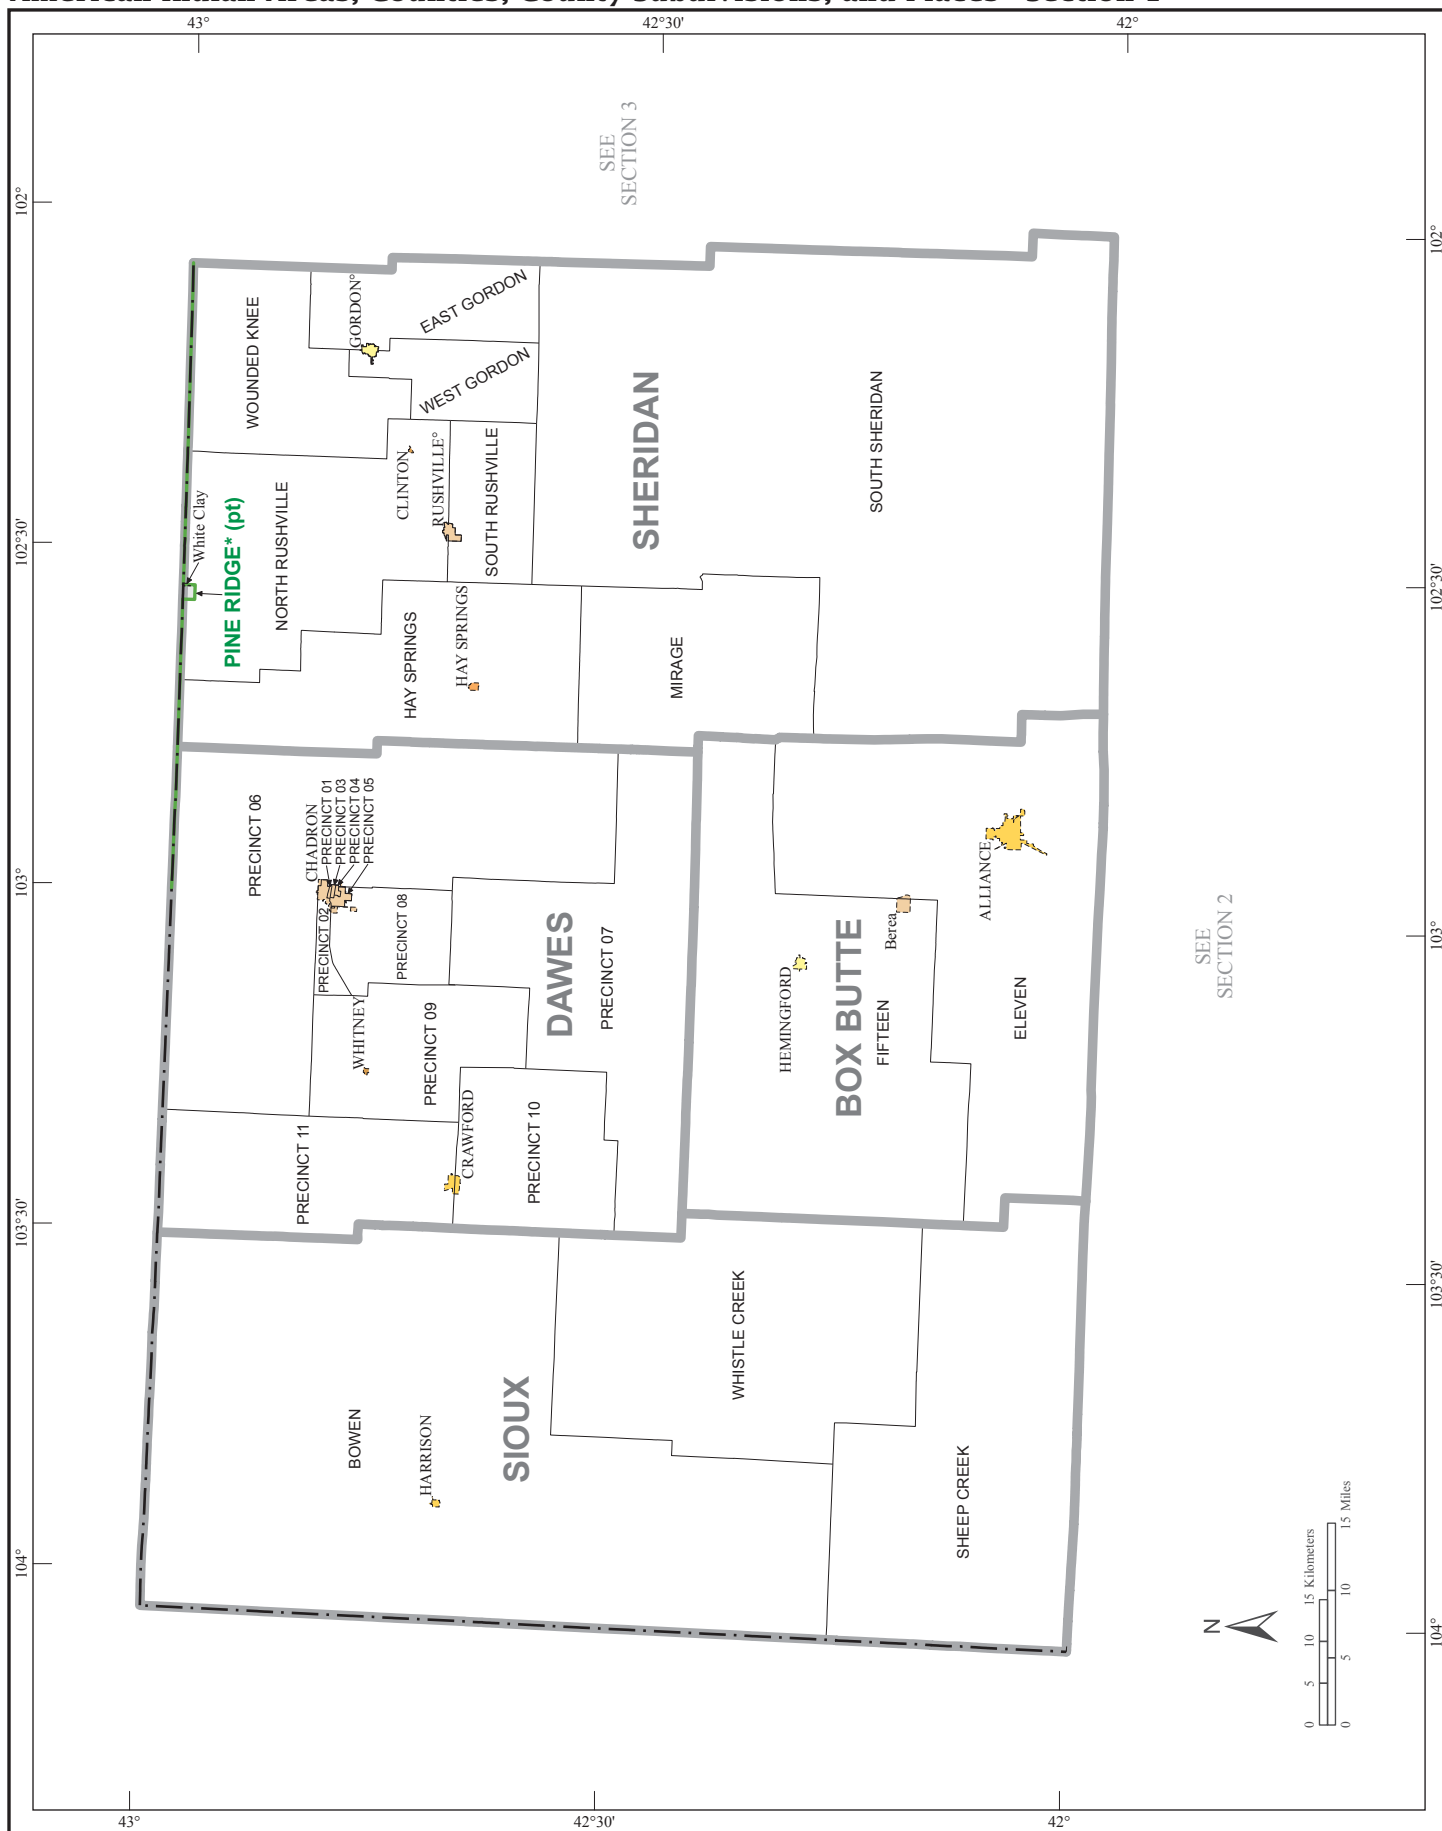 American Indian Areas, Counties, County Subdivisions, and Places—Section 1
43°
42°30'
42°
102°
102°30'
103°
103°30'
104°
102°
102°30'
103°
103°30'
104°
43°
42°30'
42°
SEE
SECTION 3
SEE
SECTION 2
SIOUX
BOWEN
HARRISON
WHISTLE CREEK
SHEEP CREEK
DAWES
PRECINCT 11
PRECINCT 06
CHADRON
PRECINCT 01
PRECINCT 03
PRECINCT 04
PRECINCT 05
PRECINCT 02
PRECINCT 08
WHITNEY
PRECINCT 09
CRAWFORD
PRECINCT 10
PRECINCT 07
BOX BUTTE
HEMINGFORD
FIFTEEN
Berea
ALLIANCE
ELEVEN
SHERIDAN
White Clay
PINE RIDGE* (pt)
NORTH RUSHVILLE
WOUNDED KNEE
GORDON°
EAST GORDON
WEST GORDON
CLINTON
RUSHVILLE°
SOUTH RUSHVILLE
HAY SPRINGS
HAY SPRINGS
MIRAGE
SOUTH SHERIDAN
N
0 5 10 15 Kilometers
0 5 10 15 Miles